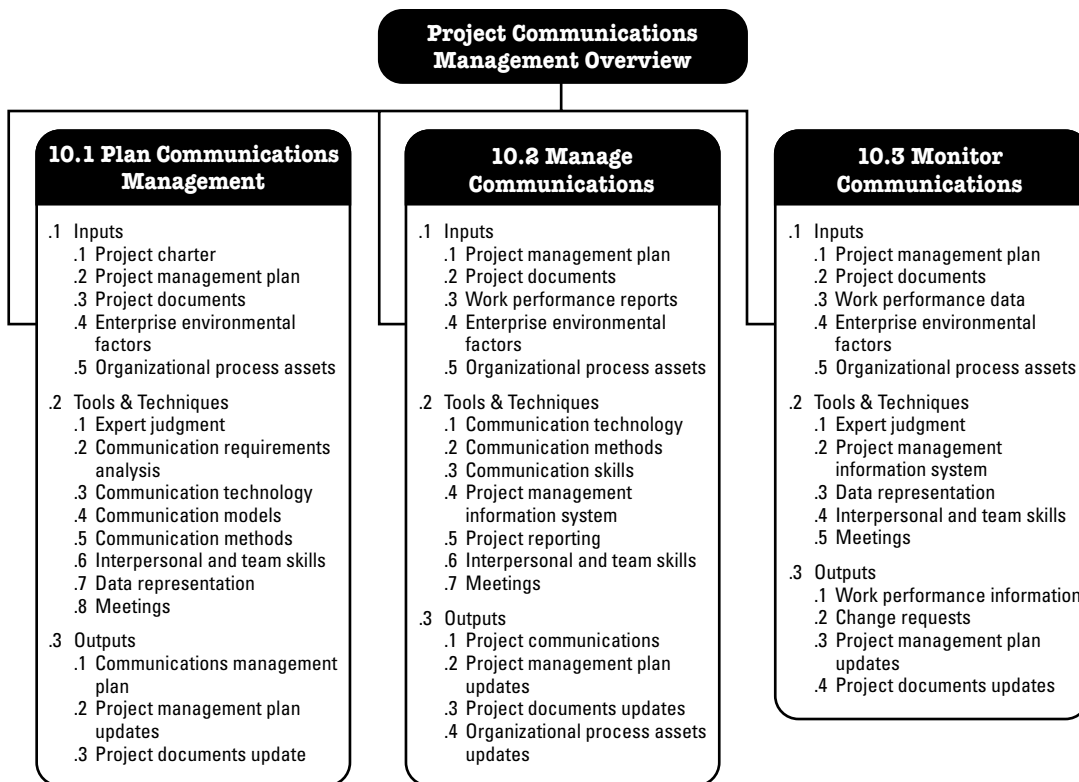 Project Communications
Management Overview
10.1 Plan Communications
Management
.1 Inputs
.1 Project charter
.2 Project management plan
.3 Project documents
.4 Enterprise environmental
factors
.5 Organizational process assets
.2 Tools & Techniques
.1 Expert judgment
.2 Communication requirements
analysis
.3 Communication technology
.4 Communication models
.5 Communication methods
.6 Interpersonal and team skills
.7 Data representation
.8 Meetings
.3 Outputs
.1 Communications management
plan
.2 Project management plan
updates
.3 Project documents update
10.2 Manage
Communications
.1 Inputs
.1 Project management plan
.2 Project documents
.3 Work performance reports
.4 Enterprise environmental
factors
.5 Organizational process assets
.2 Tools & Techniques
.1 Communication technology
.2 Communication methods
.3 Communication skills
.4 Project management
information system
.5 Project reporting
.6 Interpersonal and team skills
.7 Meetings
.3 Outputs
.1 Project communications
.2 Project management plan
updates
.3 Project documents updates
.4 Organizational process assets
updates
10.3 Monitor
Communications
.1 Inputs
.1 Project management plan
.2 Project documents
.3 Work performance data
.4 Enterprise environmental
factors
.5 Organizational process assets
.2 Tools & Techniques
.1 Expert judgment
.2 Project management
information system
.3 Data representation
.4 Interpersonal and team skills
.5 Meetings
.3 Outputs
.1 Work performance information
.2 Change requests
.3 Project management plan
updates
.4 Project documents updates